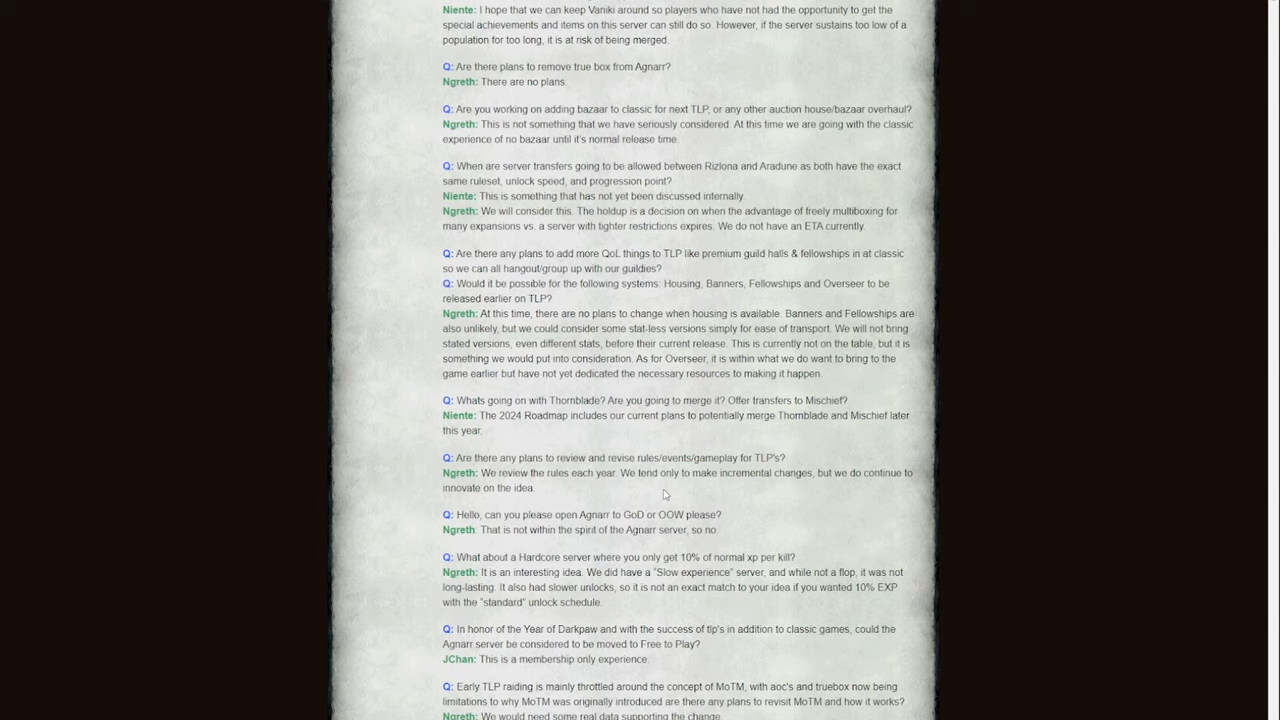 Niente: I hope that we can keep Vaniki around so players who have not had the opportunity to get the
special achievements and items on this server can still do so. However, if the server sustains too low of a
population for too long, it is at risk of being merged.
Q: Are there plans to remove true box from Agnarr?
Ngreth: There are no plans.
Q: Are you working on adding bazaar to classic for next TLP, or any other auction house/bazaar overhaul?
Ngreth: This is not something that we have seriously considered. At this time we are going with the classic
experience of no bazaar until it's normal release time.
Q: When are server transfers going to be allowed between Rizlona and Aradune as both have the exact
same ruleset, unlock speed, and progression point?
Niente: This is something that has not yet been discussed internally.
Ngreth: We will consider this. The holdup is a decision on when the advantage of freely multiboxing for
many expansions vs. a server with tighter restrictions expires. We do not have an ETA currently.
Q: Are there any plans to add more QoL things to TLP like premium guild halls & fellowships in at classic
so we can all hangout/group up with our guildies?
Q: Would it be possible for the following systems: Housing, Banners, Fellowships and Overseer to be
released earlier on TLP?
Ngreth: At this time, there are no plans to change when housing is available. Banners and Fellowships are
also unlikely, but we could consider some stat-less versions simply for ease of transport. We will not bring
stated versions, even different stats, before their current release. This is currently not on the table, but it is
something we would put into consideration. As for Overseer, it is within what we do want to bring to the
game earlier but have not yet dedicated the necessary resources to making it happen.
Q: Whats going on with Thornblade? Are you going to merge it? Offer transfers to Mischief?
Niente: The 2024 Roadmap includes our current plans to potentially merge Thornblade and Mischief later
this year.
Q: Are there any plans to review and revise rules/events/gameplay for TLP's?
Ngreth: We review the rules each year. We tend only to make incremental changes, but we do continue to
innovate on the idea.
Q: Hello, can you please open Agnarr to GoD or OOW please?
Ngreth: That is not within the spirit of the Agnarr server, so no.
Q: What about a Hardcore server where you only get 10% of normal xp per kill?
Ngreth: It is an interesting idea. We did have a "Slow experience" server, and while not a flop, it was not
long-lasting. It also had slower unlocks, so it is not an exact match to your idea if you wanted 10% EXP
with the "standard" unlock schedule.
Q: In honor of the Year of Darkpaw and with the success of tlp's in addition to classic games, could the
Agnarr server be considered to be moved to Free to Play?
JChan: This is a membership only experience.
Q: Early TLP raiding is mainly throttled around the concept of MoTM, with aoc's and truebox now being
limitations to why MoTM was originally introduced are there any plans to revisit MoTM and how it works?
Ngreth: We would need some real data supporting the change.